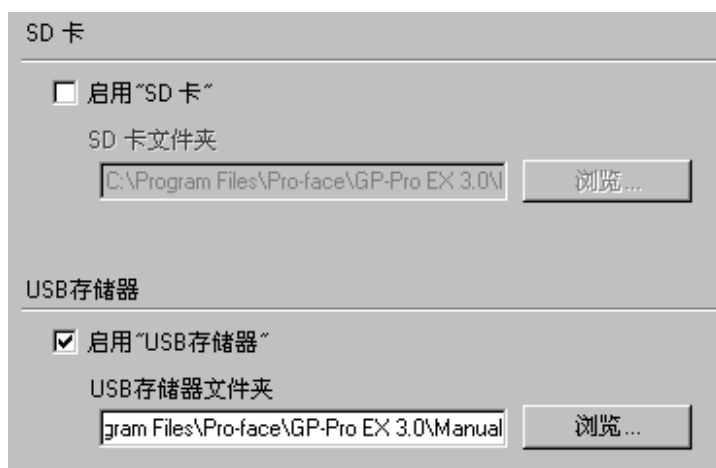 SD 卡
启用"SD 卡"
SD 卡文件夹
C:\Program Files\Pro-face\GP-Pro EX 3.0\I
浏览...
USB存储器
启用"USB存储器"
USB存储器文件夹
gram Files\Pro-face\GP-Pro EX 3.0\Manual
浏览...